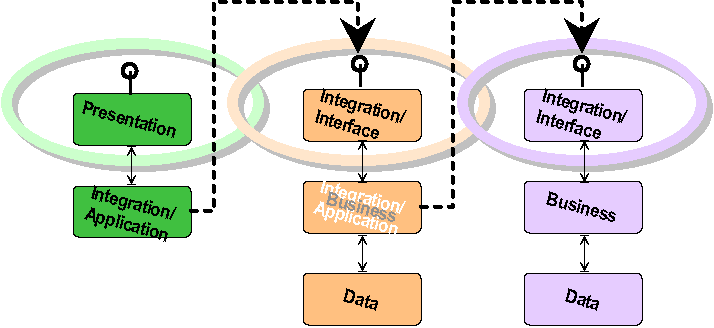 Presentation
Integration/
Application
Integration/
Interface
Integration/
Business
Application
Data
Integration/
Interface
Business
Data